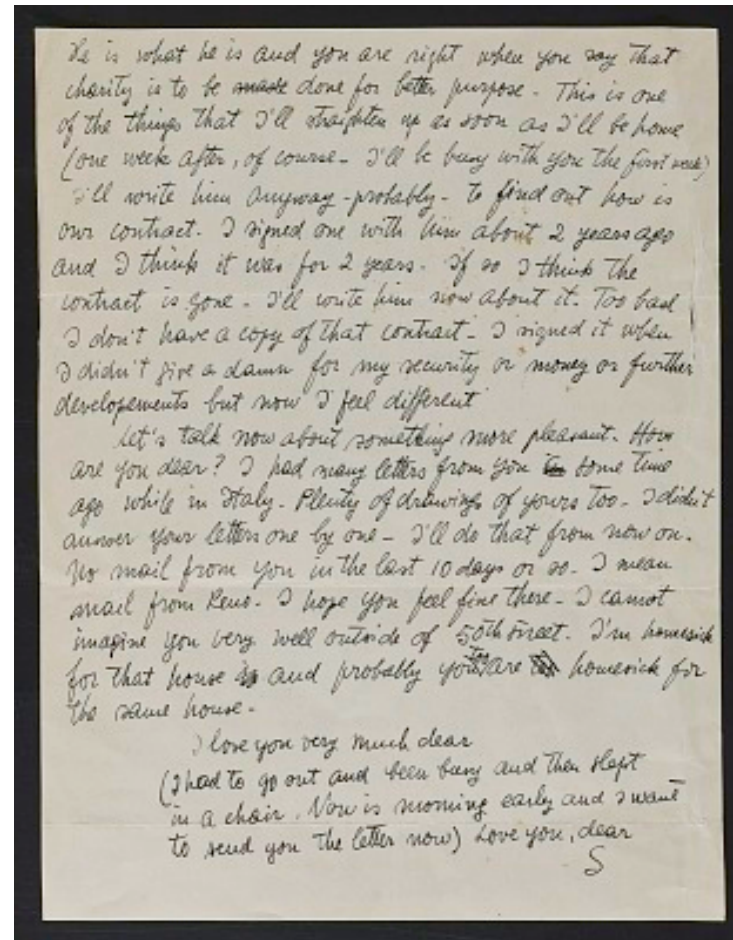 He is what he is and you are right when you say that
charity is to be made done for better purpose - This is one
of the things that I'll straighten up as soon as I'll be home
(one week after, of course - I'll be busy with you the first week)
I'll write him anyway - probably - to find out how is
our contract. I signed one with him about 2 years ago
and I think it was for 2 years. If so I think the
contract is gone - I'll write him now about it. Too bad
I don't have a copy of that contract - I signed it when
I didn't give a damn for my security or money or further
developements but now I feel different
Let's talk now about something more pleasant. How
are you dear? I had many letters from you some time
ago while in Italy. Plenty of drawings of yours too - I didn't
answer your letters one by one - I'll do that from now on.
No mail from you in the last 10 days or so - I mean
mail from Reno. I hope you feel fine there - I cannot
imagine you very well outside of 50th street. I'm homesick
for that house and probably you too are homesick for
the same house -
I love you very much dear
(I had to go out and been busy and then slept
in a chair. Now is morning early and I want
to send you the letter now) Love you, dear
S